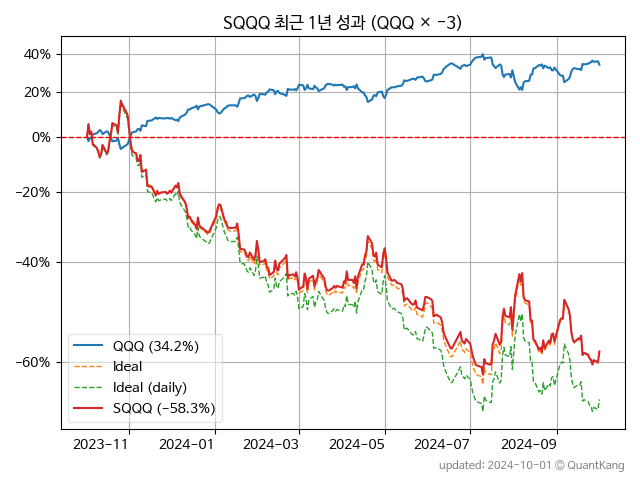 SQQQ 최근 1년 성과 (QQQ × −3)
40%
20%
0%
−20%
−40%
−60%
QQQ (34.2%)
Ideal
Ideal (daily)
SQQQ (−58.3%)
2023-11
2024-01
2024-03
2024-05
2024-07
2024-09
updated: 2024-10-01 © QuantKang